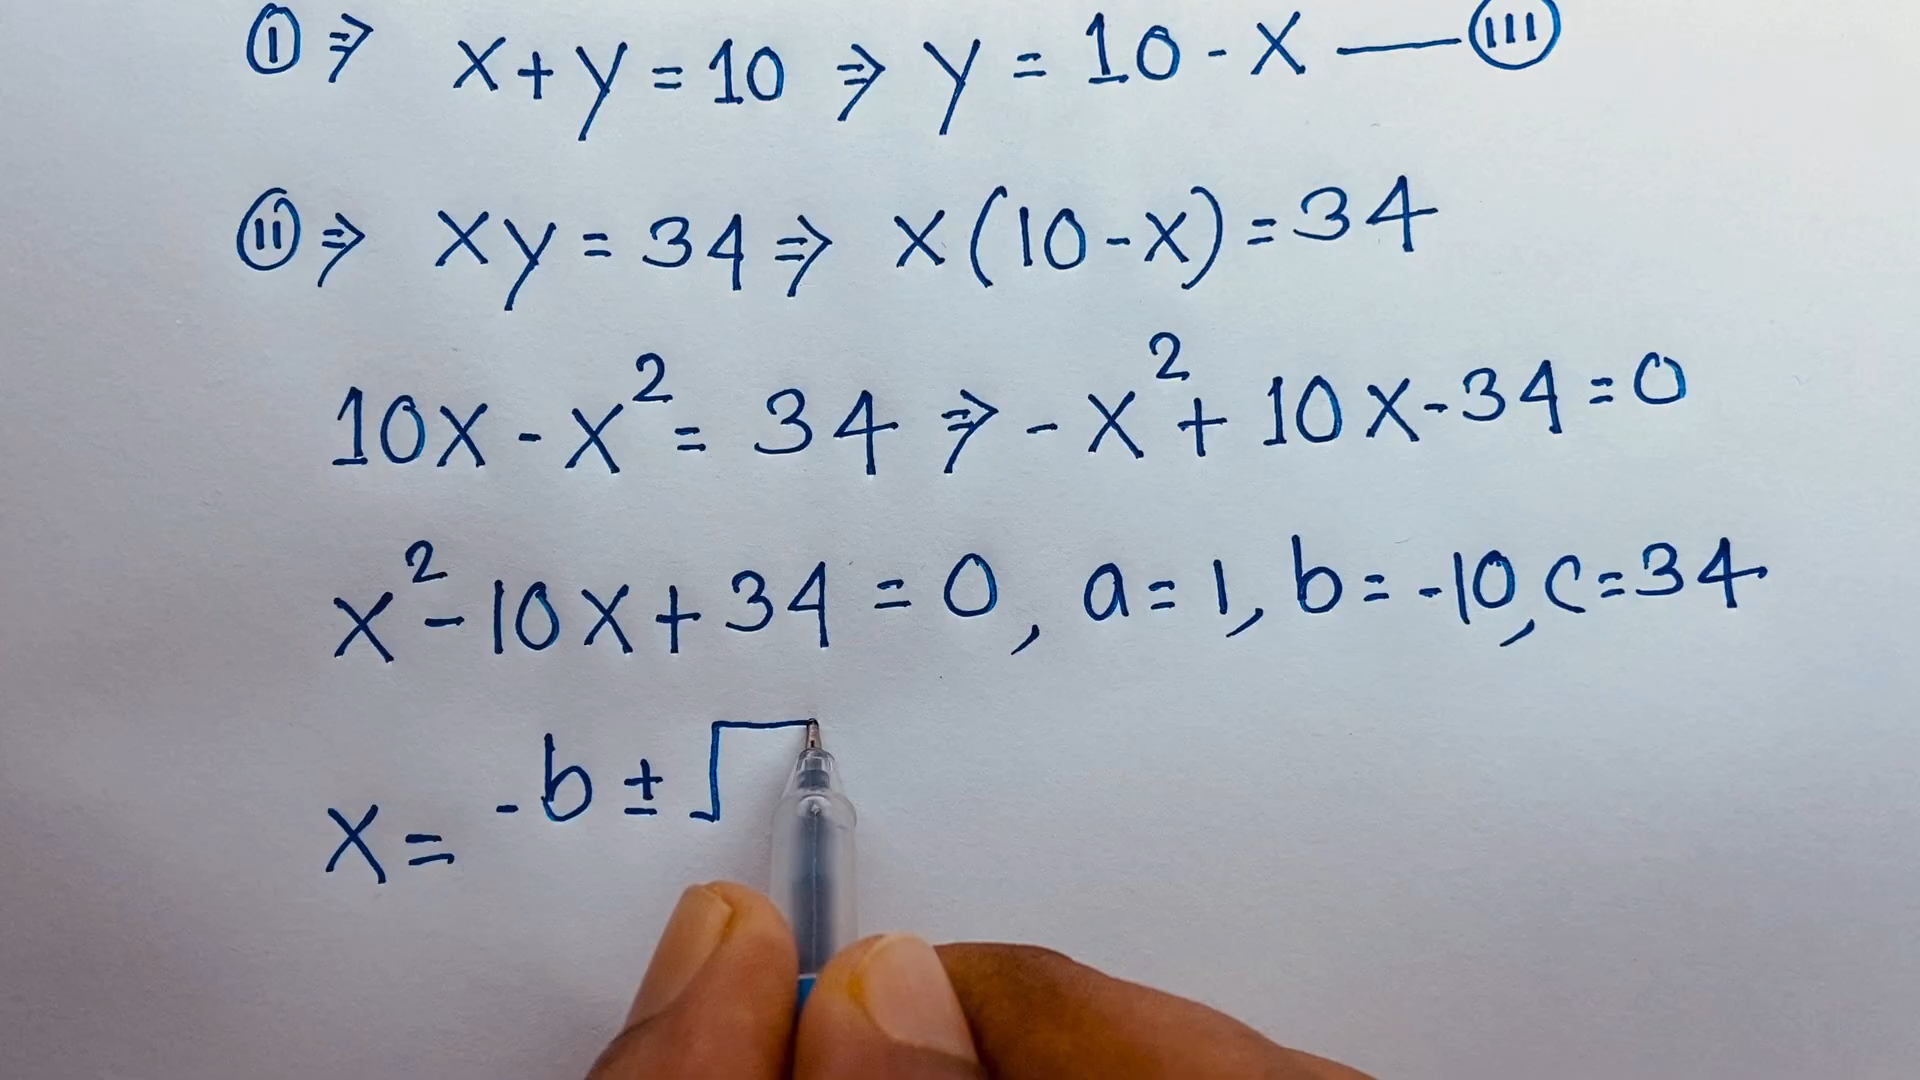 (i) ⇒ x + y = 10 ⇒ y = 10 - x — (iii)
(ii) ⇒ xy = 34 ⇒ x(10 - x) = 34
10x - x² = 34 ⇒ -x² + 10x - 34 = 0
x² - 10x + 34 = 0, a = 1, b = -10, c = 34
x = -b ± √